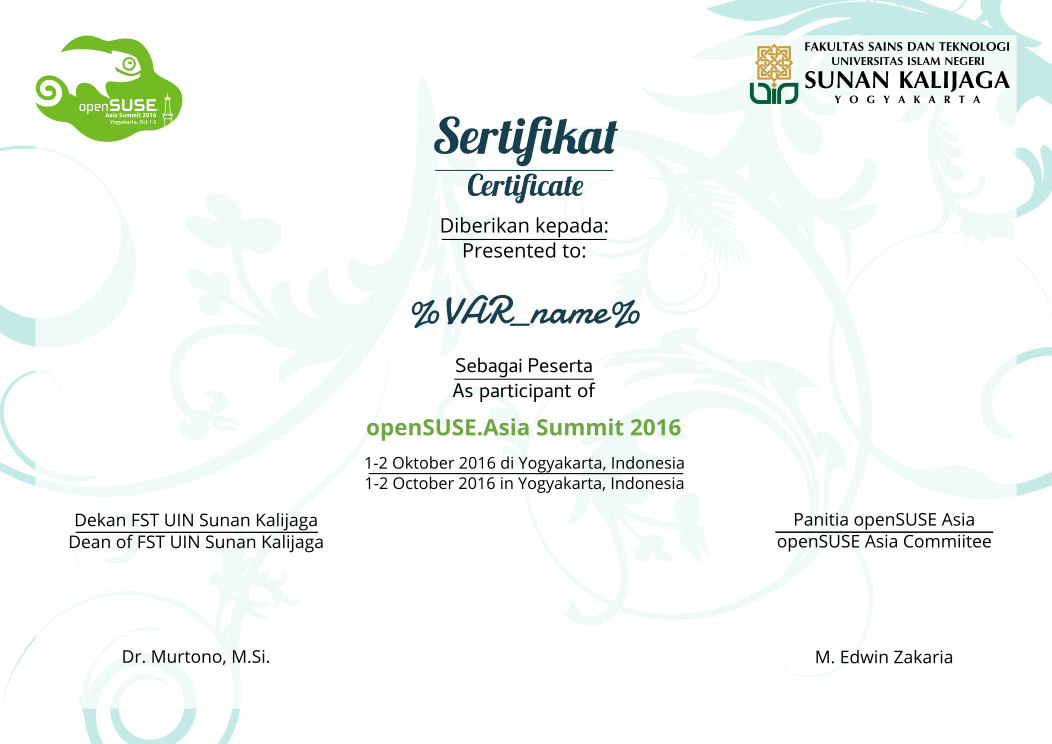 openSUSE
Asia Summit 2016
Yogyakarta, Oct 1-2
FAKULTAS SAINS DAN TEKNOLOGI
UNIVERSITAS ISLAM NEGERI
SUNAN KALIJAGA
YOGYAKARTA
Sertifikat
Certificate
Diberikan kepada:
Presented to:
%VAR_name%
Sebagai Peserta
As participant of
openSUSE.Asia Summit 2016
1-2 Oktober 2016 di Yogyakarta, Indonesia
1-2 October 2016 in Yogyakarta, Indonesia
Dekan FST UIN Sunan Kalijaga
Dean of FST UIN Sunan Kalijaga
Panitia openSUSE Asia
openSUSE Asia Commiitee
Dr. Murtono, M.Si.
M. Edwin Zakaria